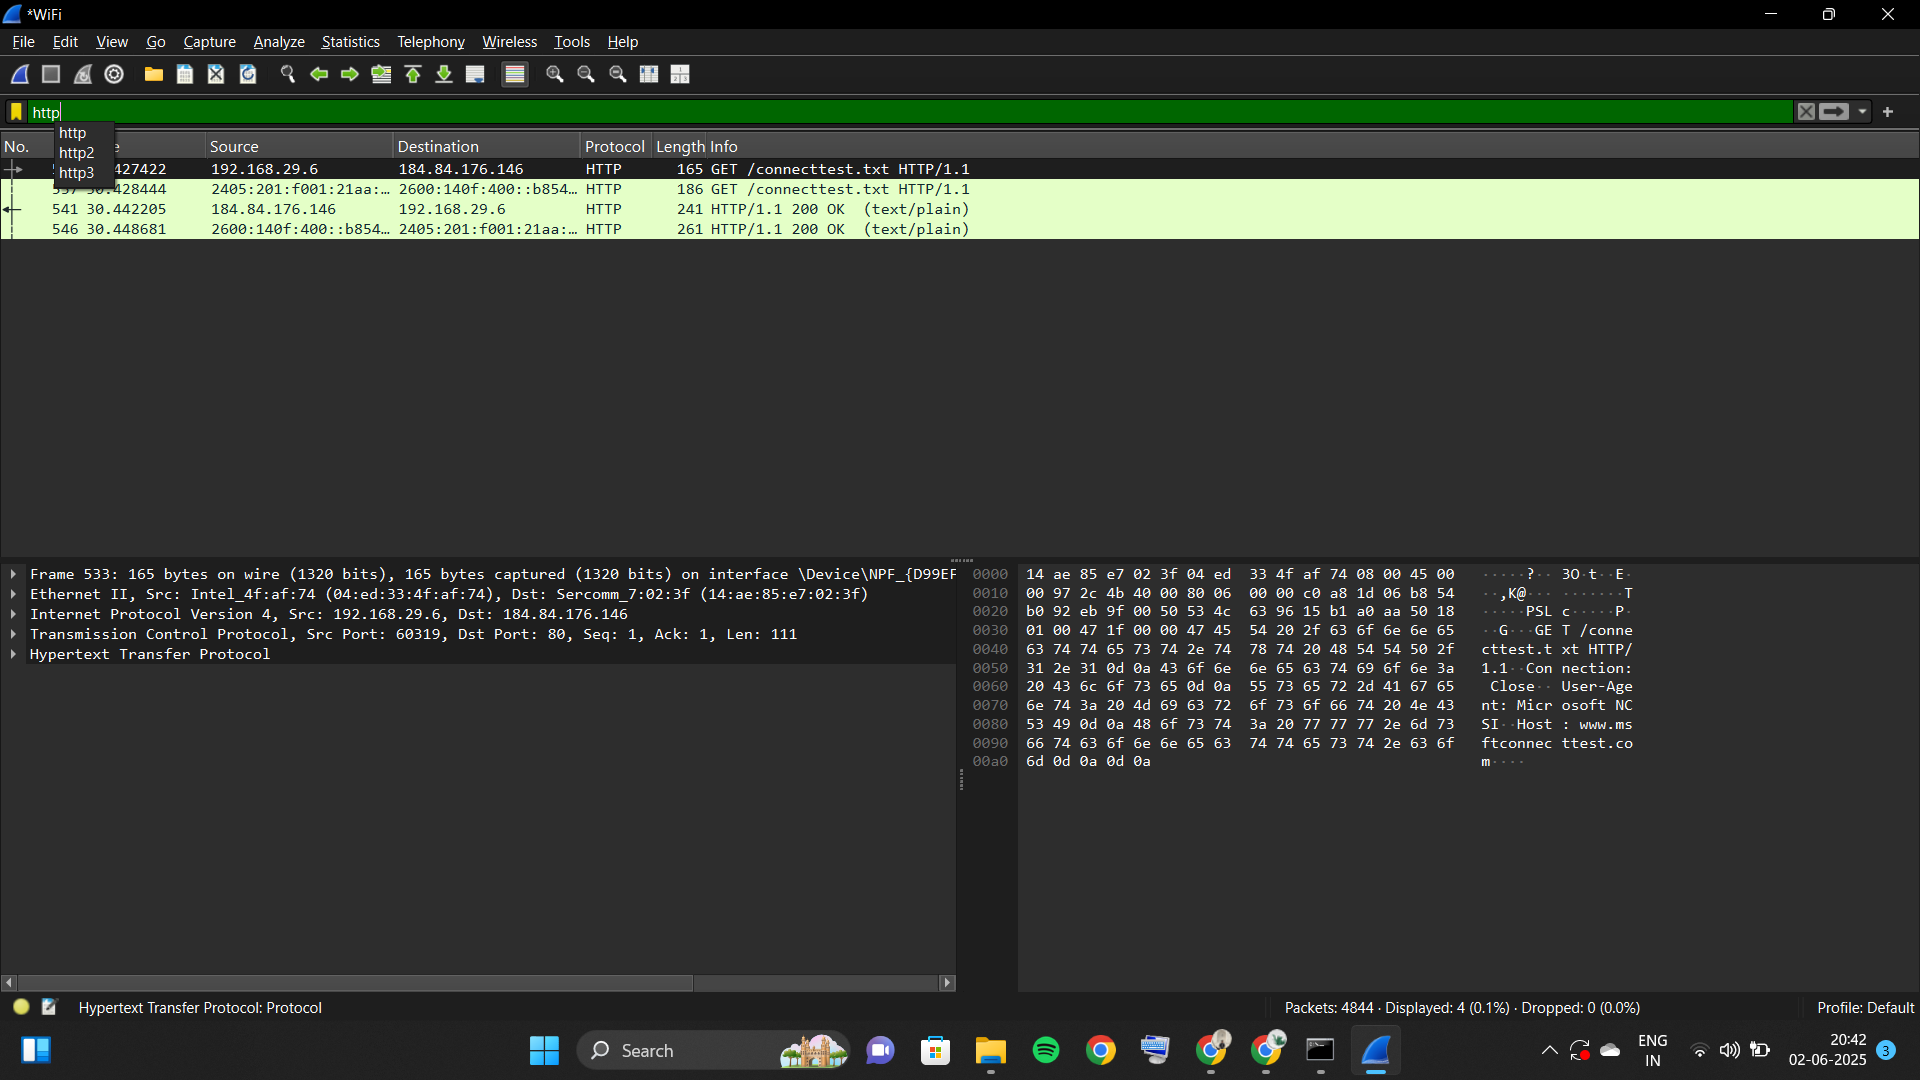 *WiFi
File Edit View Go Capture Analyze Statistics Telephony Wireless Tools Help
http
http
http2
http3
No. Source Destination Protocol Length Info
427422 192.168.29.6 184.84.176.146 HTTP 165 GET /connecttest.txt HTTP/1.1
428444 2405:201:f001:21aa:… 2600:140f:400::b854… HTTP 186 GET /connecttest.txt HTTP/1.1
541 30.442205 184.84.176.146 192.168.29.6 HTTP 241 HTTP/1.1 200 OK (text/plain)
546 30.448681 2600:140f:400::b854… 2405:201:f001:21aa:… HTTP 261 HTTP/1.1 200 OK (text/plain)
Frame 533: 165 bytes on wire (1320 bits), 165 bytes captured (1320 bits) on interface \Device\NPF_{D99EF
Ethernet II, Src: Intel_4f:af:74 (04:ed:33:4f:af:74), Dst: Sercomm_7:02:3f (14:ae:85:e7:02:3f)
Internet Protocol Version 4, Src: 192.168.29.6, Dst: 184.84.176.146
Transmission Control Protocol, Src Port: 60319, Dst Port: 80, Seq: 1, Ack: 1, Len: 111
Hypertext Transfer Protocol
0000 14 ae 85 e7 02 3f 04 ed 33 4f af 74 08 00 45 00 ·····?·· 3O·t··E·
0010 00 97 2c 4b 40 00 80 06 00 00 c0 a8 1d 06 b8 54 ··,K@··· ·······T
0020 b0 92 eb 9f 00 50 53 4c 63 96 15 b1 a0 aa 50 18 ·····PSL c·····P·
0030 01 00 47 1f 00 00 47 45 54 20 2f 63 6f 6e 6e 65 ··G···GE T /conne
0040 63 74 74 65 73 74 2e 74 78 74 20 48 54 54 50 2f cttest.t xt HTTP/
0050 31 2e 31 0d 0a 43 6f 6e 6e 65 63 74 69 6f 6e 3a 1.1··Con nection:
0060 20 43 6c 6f 73 65 0d 0a 55 73 65 72 2d 41 67 65 Close·· User-Age
0070 6e 74 3a 20 4d 69 63 72 6f 73 6f 66 74 20 4e 43 nt: Micr osoft NC
0080 53 49 0d 0a 48 6f 73 74 3a 20 77 77 77 2e 6d 73 SI··Host : www.ms
0090 66 74 63 6f 6e 6e 65 63 74 74 65 73 74 2e 63 6f ftconnec ttest.co
00a0 6d 0d 0a 0d 0a m····
Hypertext Transfer Protocol: Protocol
Packets: 4844 · Displayed: 4 (0.1%) · Dropped: 0 (0.0%)
Profile: Default
Search
ENG
IN
20:42
02-06-2025
3